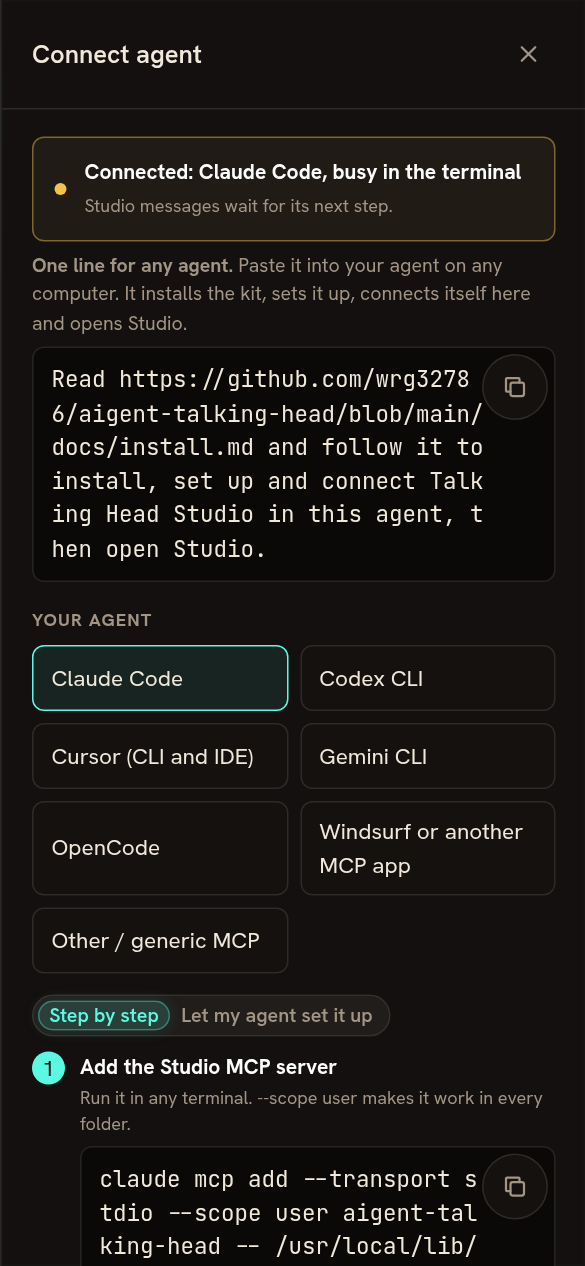 Connect agent
Connected: Claude Code, busy in the terminal
Studio messages wait for its next step.
One line for any agent. Paste it into your agent on any
computer. It installs the kit, sets it up, connects itself here
and opens Studio.
Read https://github.com/wrg3278
6/aigent-talking-head/blob/main/
docs/install.md and follow it to
install, set up and connect Talk
ing Head Studio in this agent, t
hen open Studio.
YOUR AGENT
Claude Code
Codex CLI
Cursor (CLI and IDE)
Gemini CLI
OpenCode
Windsurf or another
MCP app
Other / generic MCP
Step by step
Let my agent set it up
1
Add the Studio MCP server
Run it in any terminal. --scope user makes it work in every
folder.
claude mcp add --transport s
tdio --scope user aigent-tal
king-head -- /usr/local/lib/